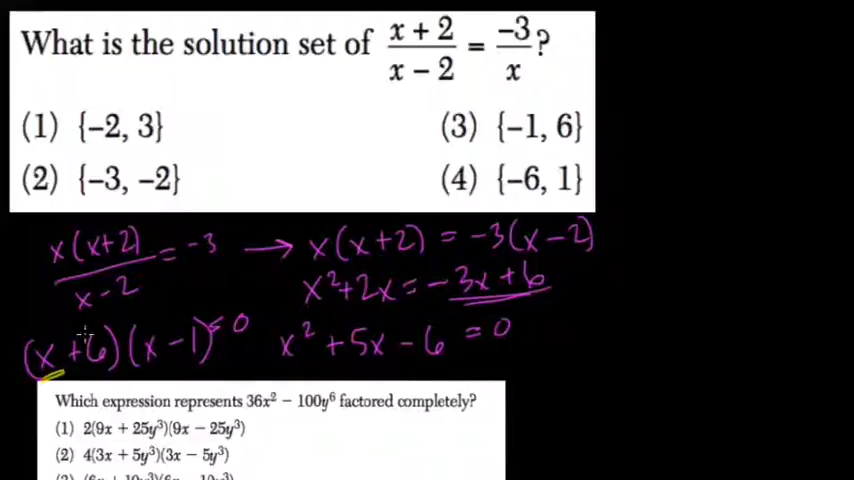 What is the solution set of (x + 2)/(x − 2) = −3/x?
(1) {−2, 3}
(3) {−1, 6}
(2) {−3, −2}
(4) {−6, 1}
x(x+2)/(x-2) = -3 → x(x+2) = -3(x-2)
x²+2x = -3x+6
(x+6)(x-1)=0
x²+5x-6=0
Which expression represents 36x² − 100y⁶ factored completely?
(1) 2(9x + 25y³)(9x − 25y³)
(2) 4(3x + 5y³)(3x − 5y³)